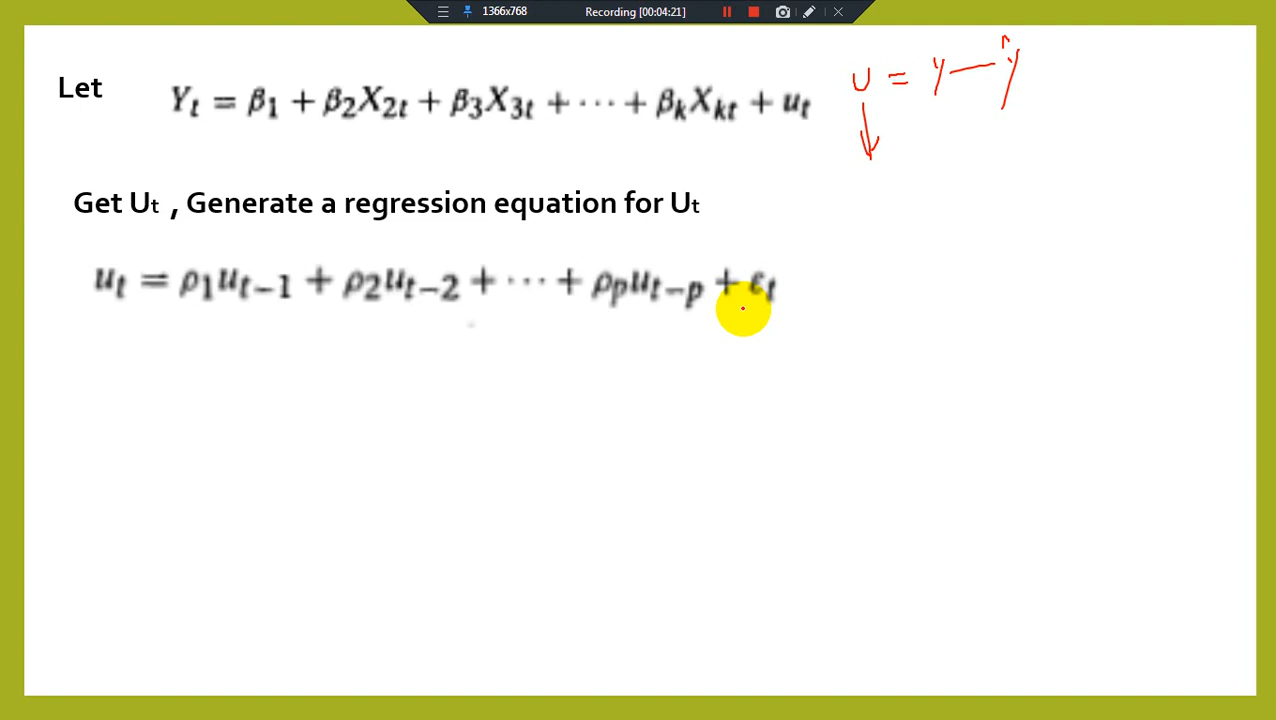 1366x768 Recording [00:04:21]
Let Yt = β1 + β2X2t + β3X3t + ··· + βkXkt + ut
U = Y — Ŷ
Get Ut , Generate a regression equation for Ut
ut = ρ1ut−1 + ρ2ut−2 + ··· + ρput−p + εt